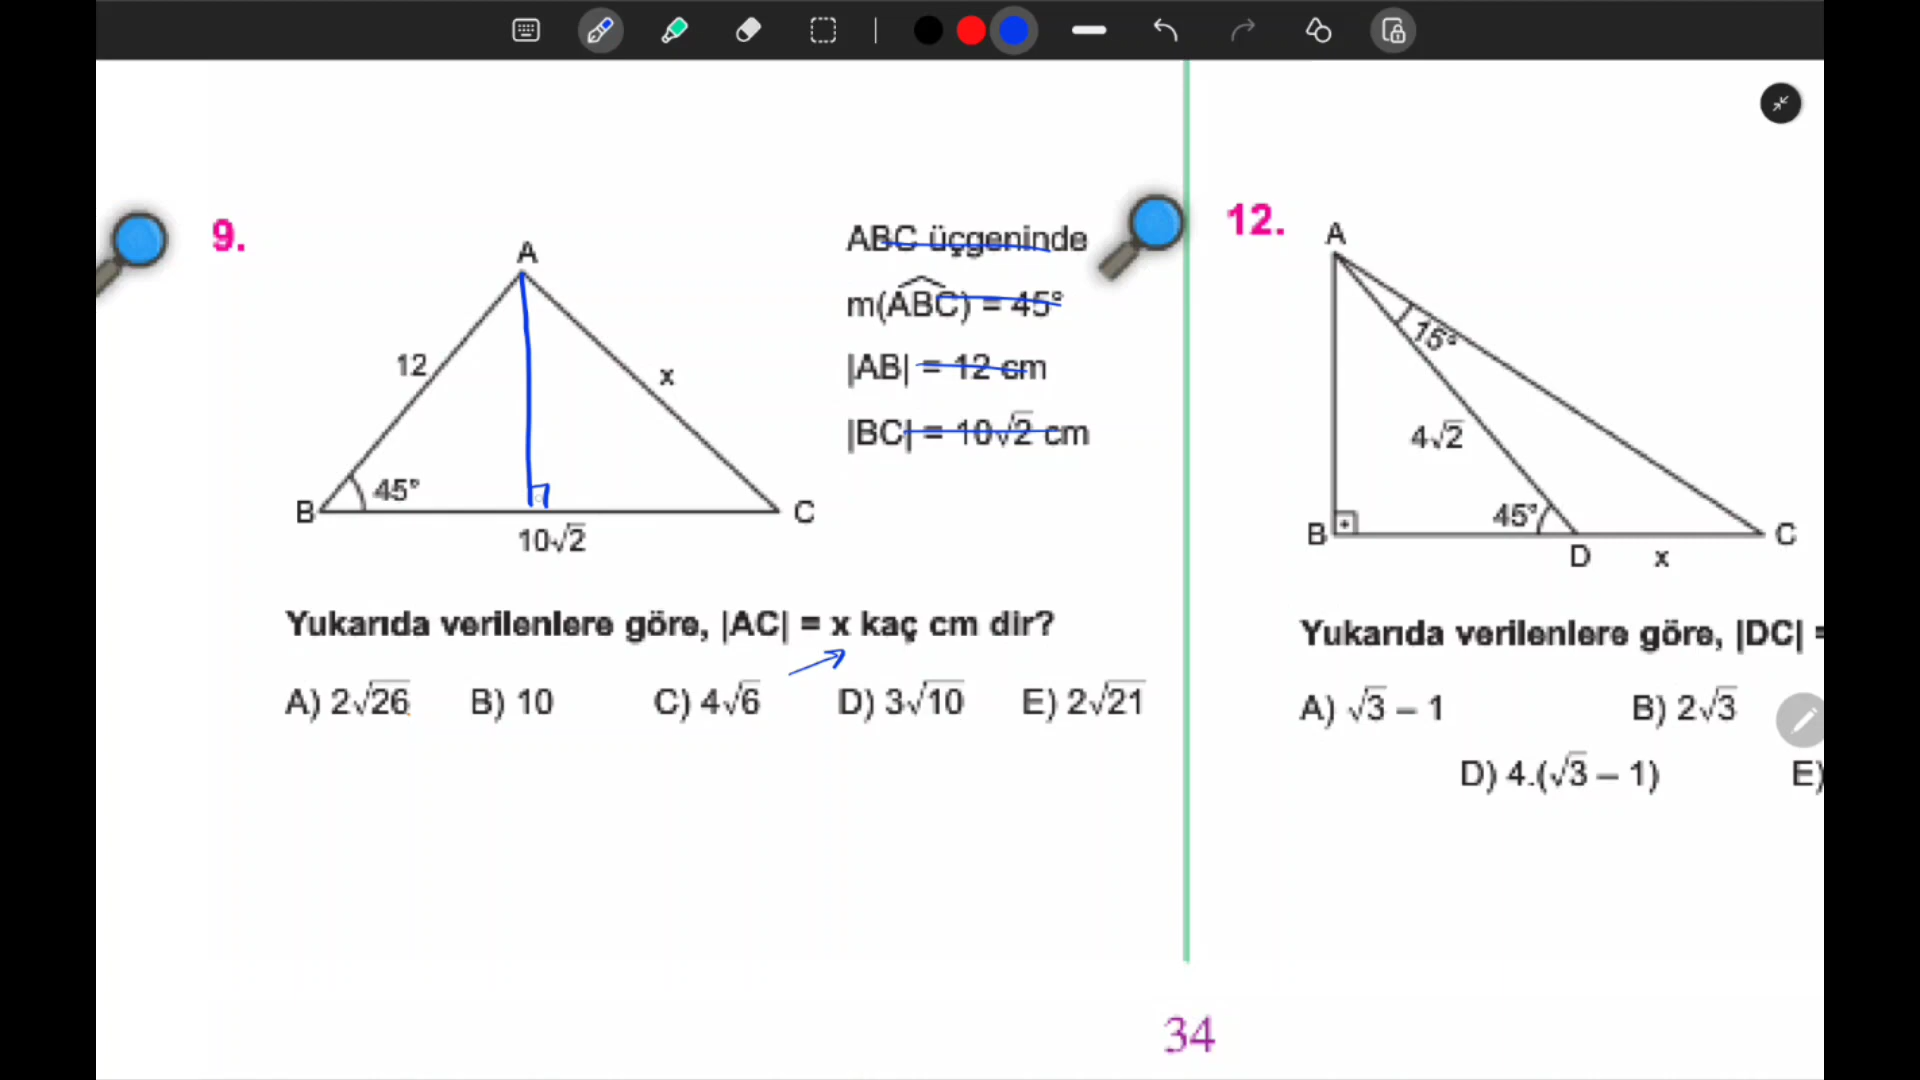 9.
A
12
x
B
45°
C
10√2
ABC üçgeninde
m(ABC) = 45°
|AB| = 12 cm
|BC| = 10√2 cm
Yukarıda verilenlere göre, |AC| = x kaç cm dir?
A) 2√26 B) 10 C) 4√6 D) 3√10 E) 2√21
12.
A
15°
4√2
B
45°
D
x
C
Yukarıda verilenlere göre, |DC| =
A) √3 – 1 B) 2√3
D) 4.(√3 – 1) E)
34